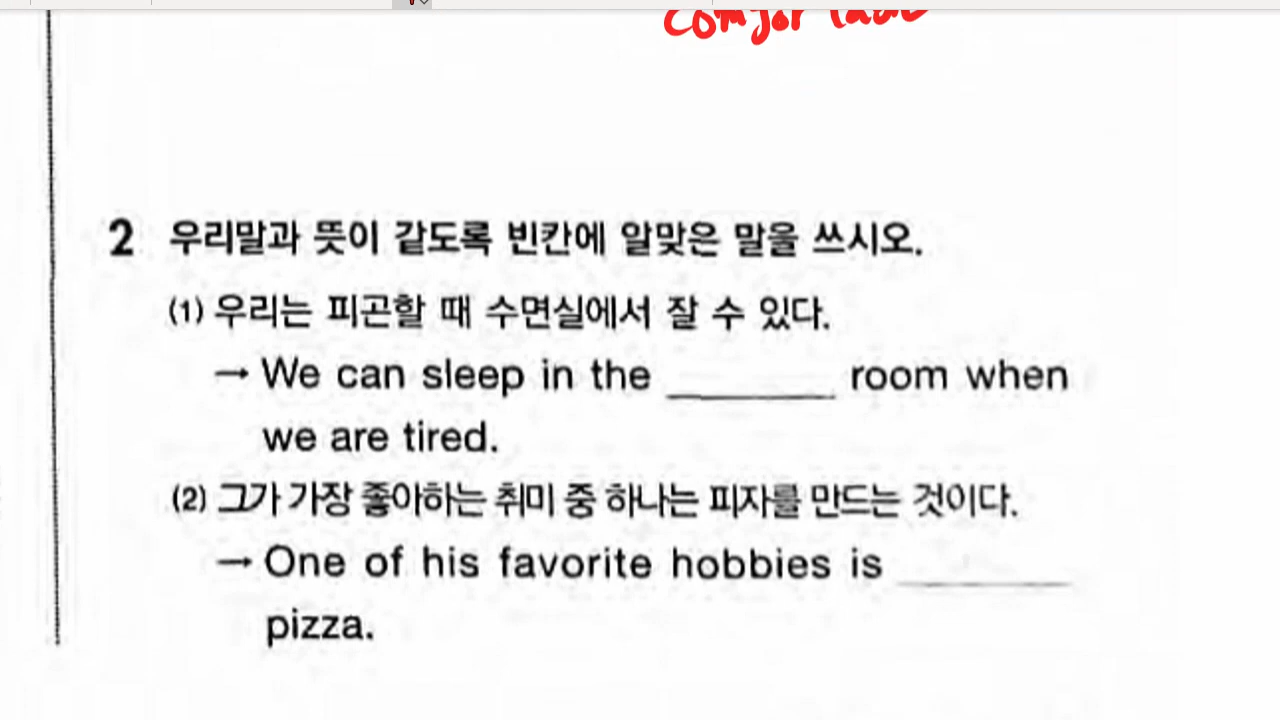 2 우리말과 뜻이 같도록 빈칸에 알맞은 말을 쓰시오.
(1) 우리는 피곤할 때 수면실에서 잘 수 있다.
→ We can sleep in the ________ room when
we are tired.
(2) 그가 가장 좋아하는 취미 중 하나는 피자를 만드는 것이다.
→ One of his favorite hobbies is ________
pizza.